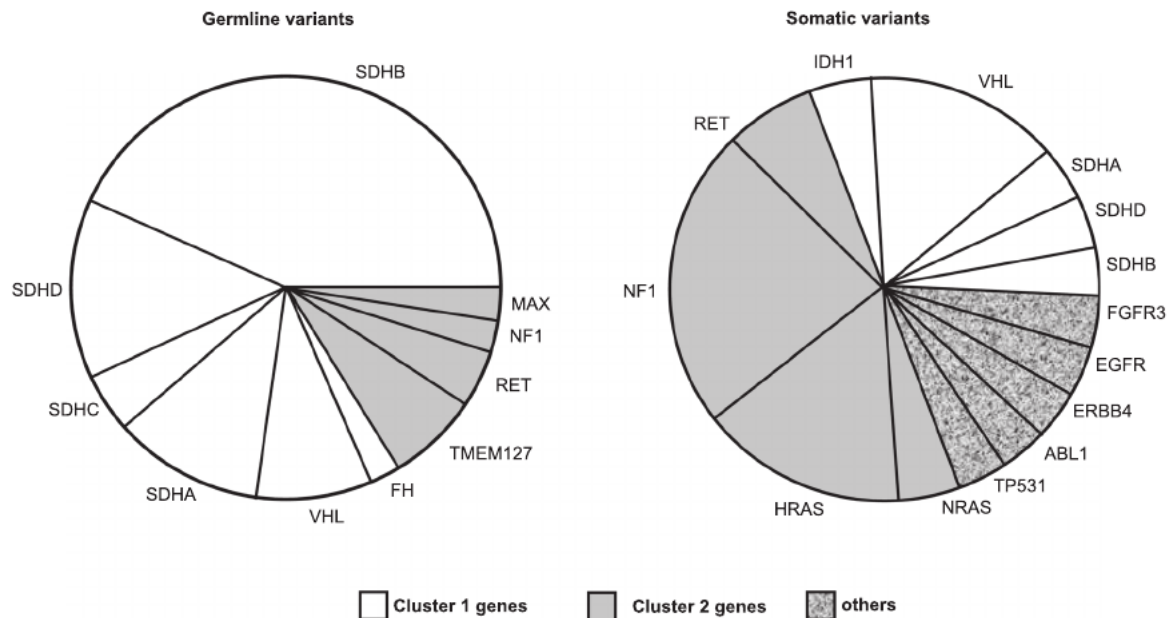 Germline variants
SDHB
SDHD
SDHC
SDHA
VHL
FH
TMEM127
RET
NF1
MAX
Somatic variants
IDH1
VHL
SDHA
SDHD
SDHB
FGFR3
EGFR
ERBB4
ABL1
TP531
NRAS
HRAS
NF1
RET
Cluster 1 genes
Cluster 2 genes
others